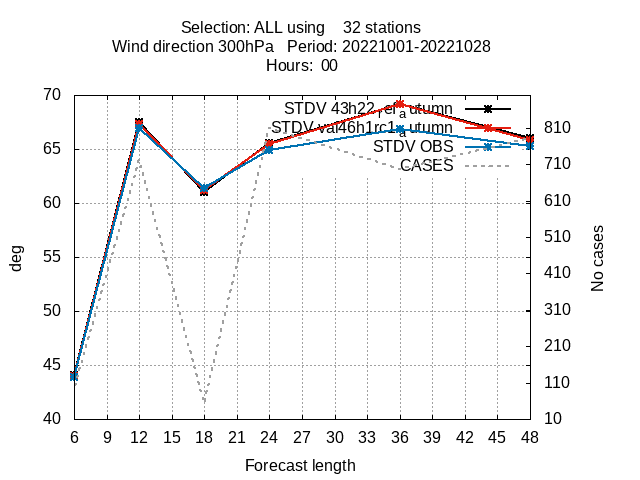 Selection: ALL using 32 stations
Wind direction 300hPa Period: 20221001-20221028
Hours: 00
STDV 43h22_ref_autumn
STDV val46h1rc1_autumn
STDV OBS
CASES
70
65
60
55
50
45
40
deg
810
710
610
510
410
310
210
110
10
No cases
6 9 12 15 18 21 24 27 30 33 36 39 42 45 48
Forecast length